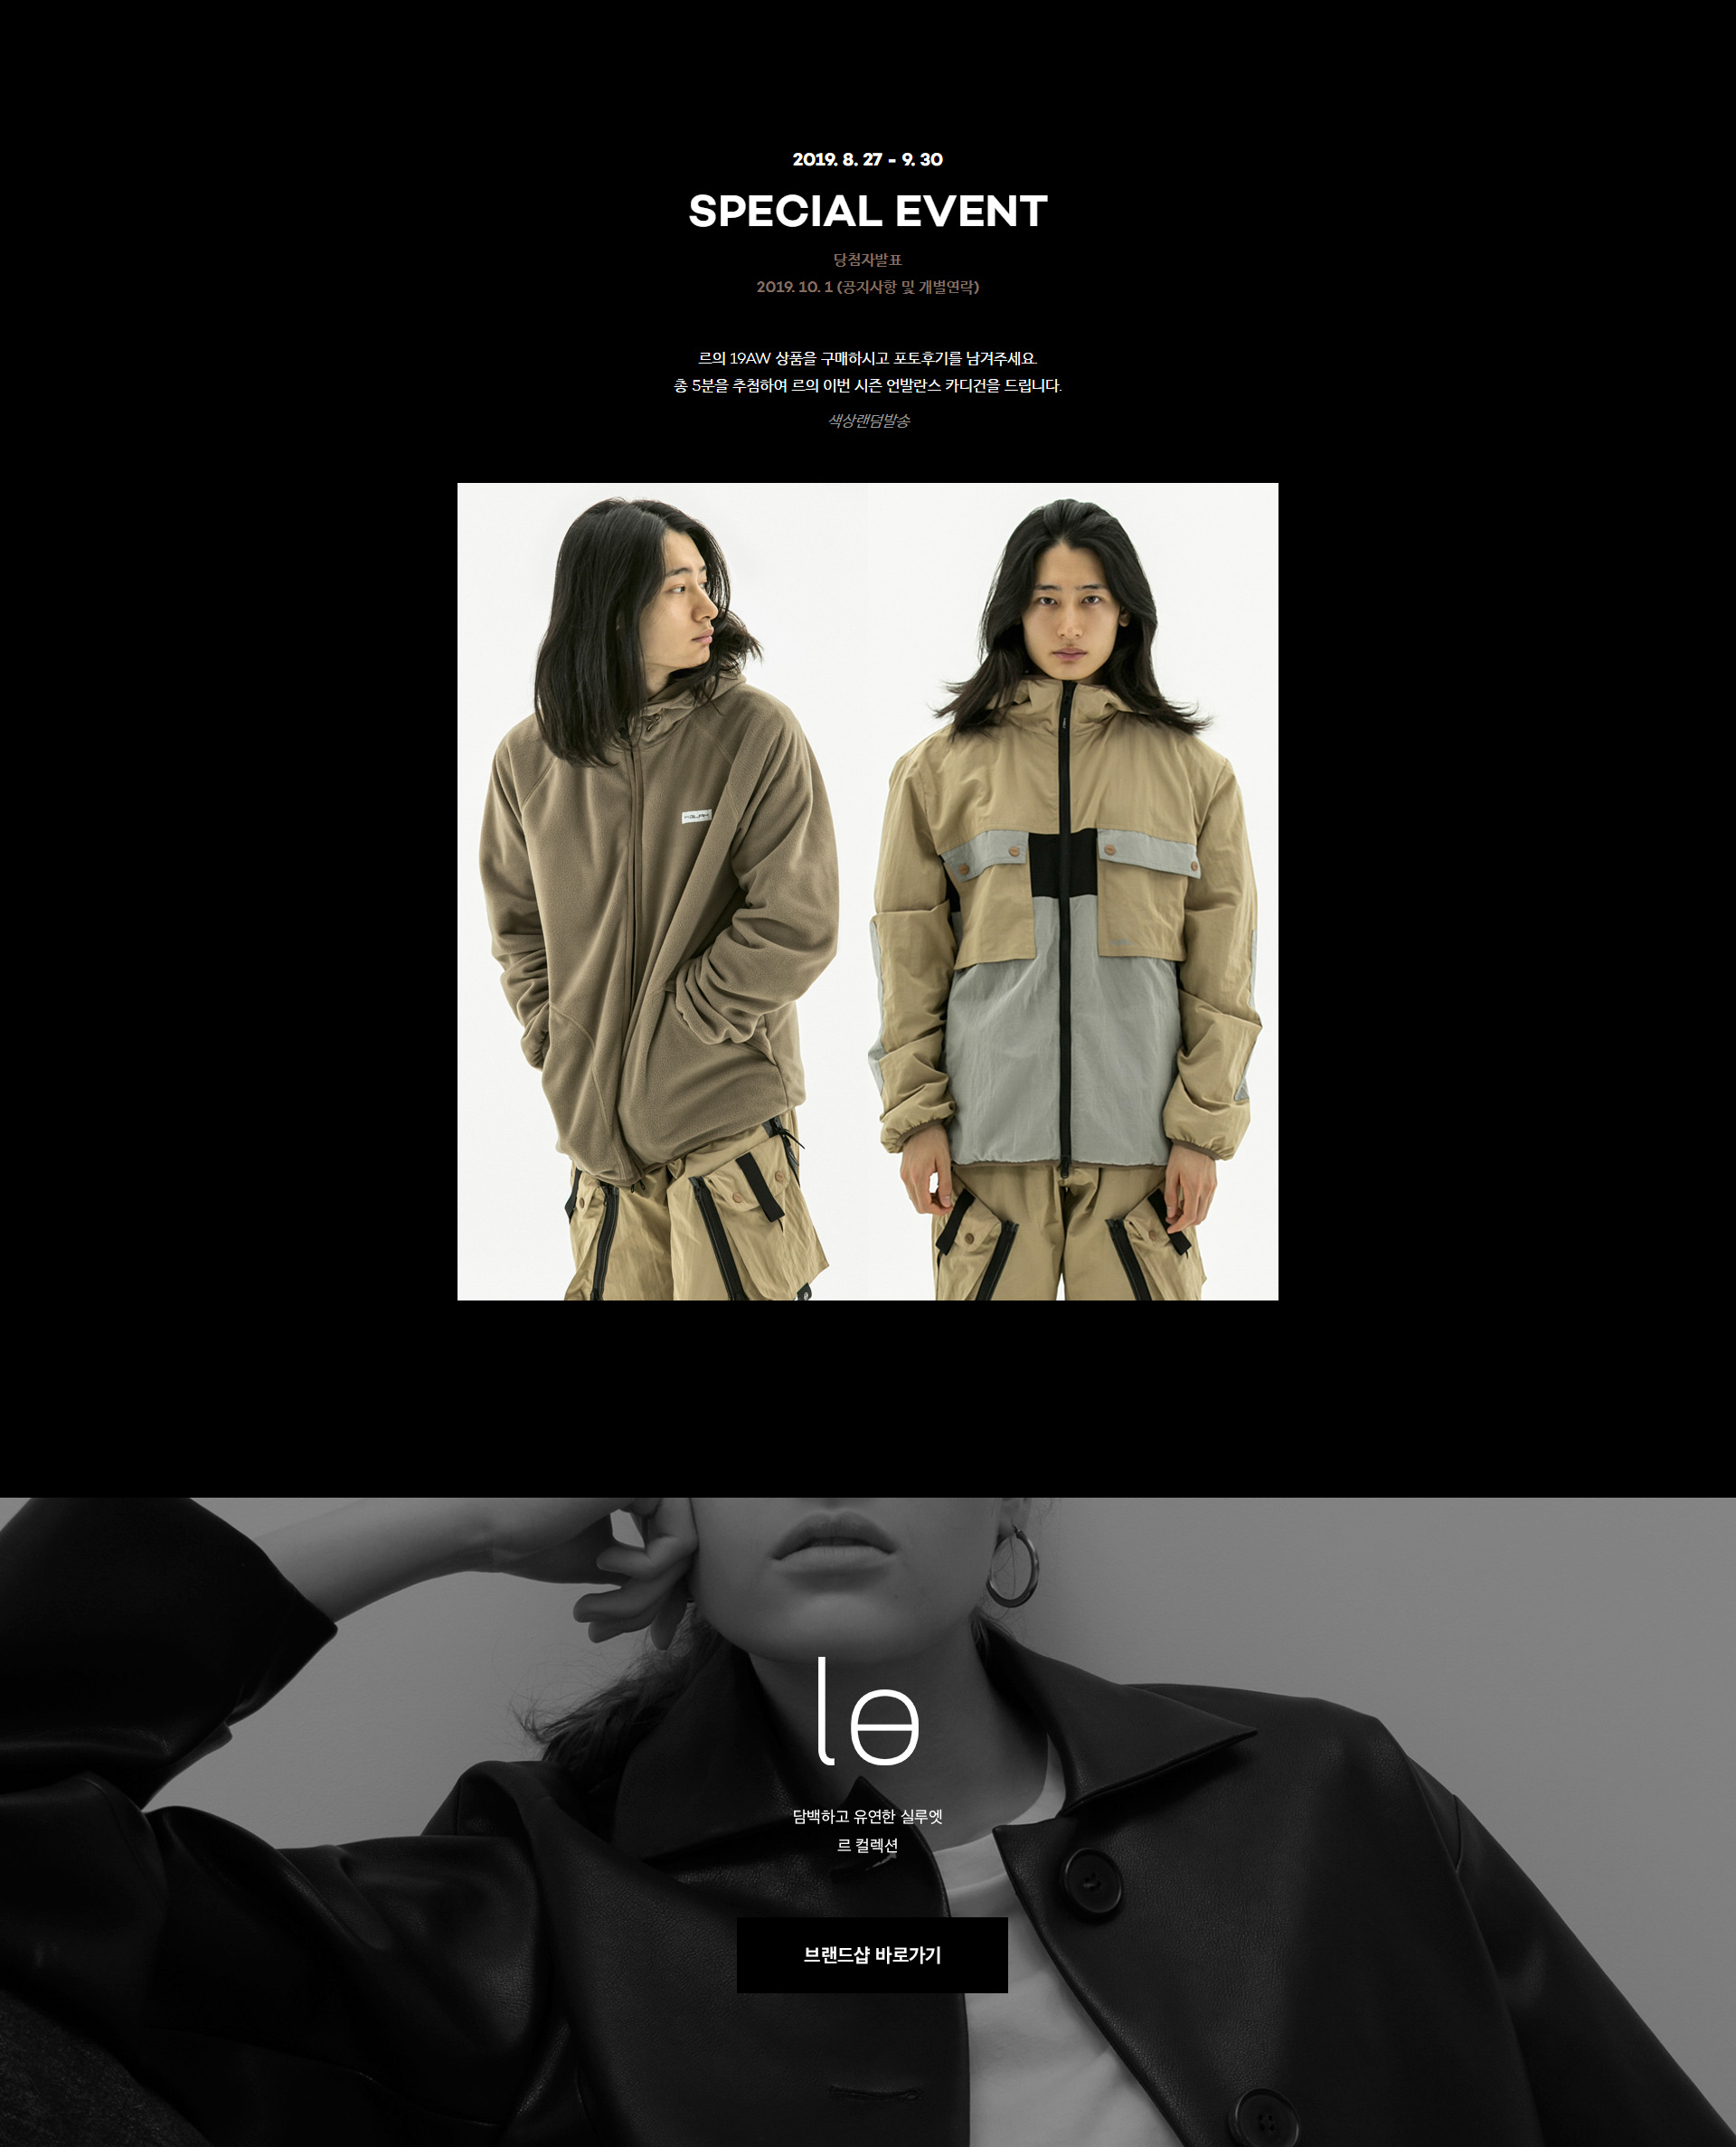 2019. 8. 27 - 9. 30
SPECIAL EVENT
당첨자발표
2019. 10. 1 (공지사항 및 개별연락)
르의 19AW 상품을 구매하시고 포토후기를 남겨주세요.
총 5분을 추첨하여 르의 이번 시즌 언발란스 카디건을 드립니다.
색상랜덤발송
le
담백하고 유연한 실루엣
르 컬렉션
브랜드샵 바로가기